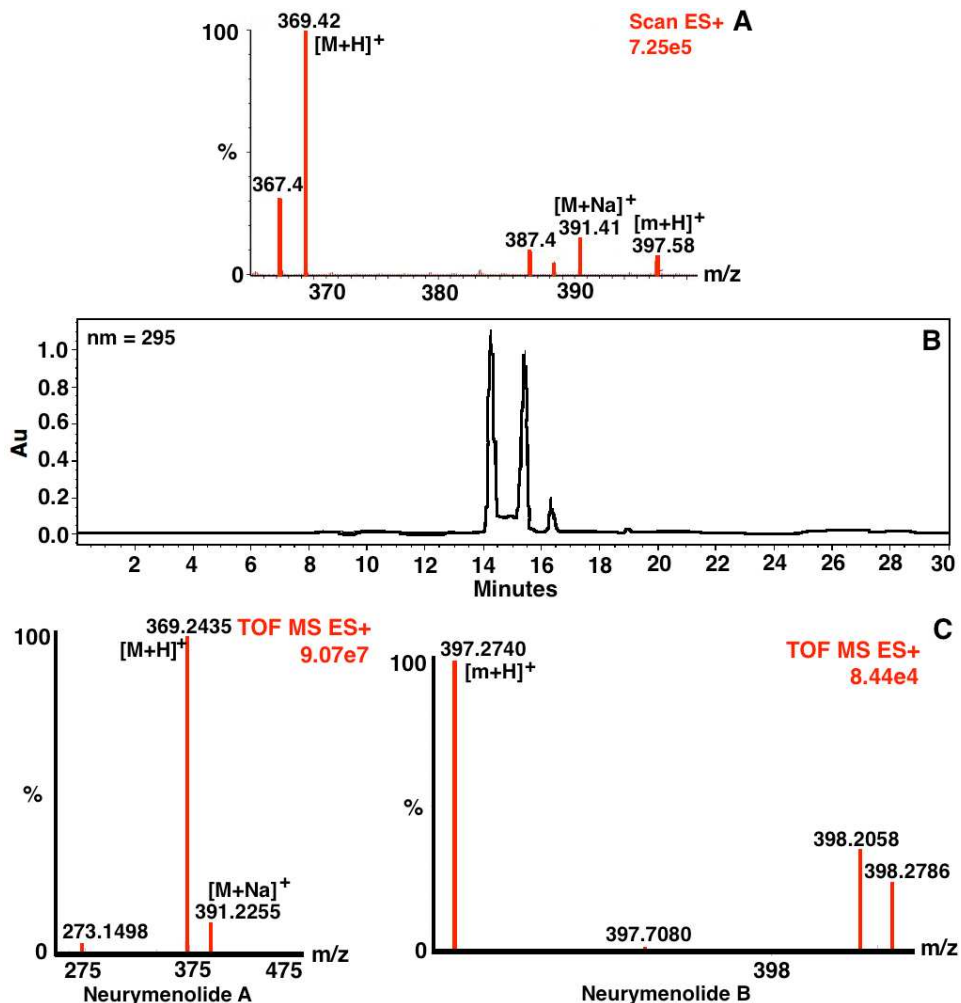 369.42
100
[M+H]+
Scan ES+
A
7.25e5
%
367.4
[M+Na]+
391.41
[m+H]+
387.4
397.58
0
m/z
370
380
390
nm = 295
B
1.0
0.8
0.6
0.4
0.2
0.0
Au
2
4
6
8
10
12
14
16
18
20
22
24
26
28
30
Minutes
369.2435
TOF MS ES+
9.07e7
100
[M+H]+
%
[M+Na]+
391.2255
273.1498
0
m/z
275
375
475
Neurymenolide A
C
397.2740
100
[m+H]+
TOF MS ES+
8.44e4
%
398.2058
398.2786
397.7080
0
m/z
398
Neurymenolide B